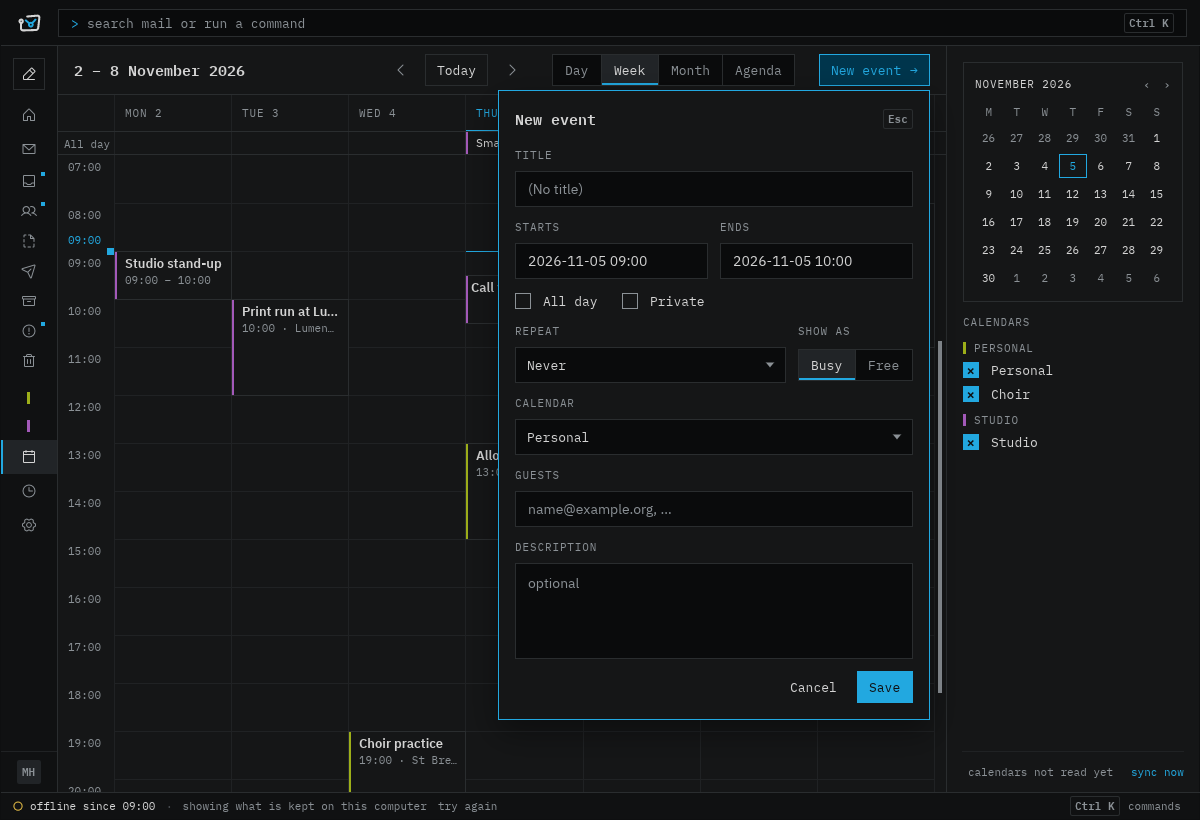 > search mail or run a command
Ctrl K
2 – 8 November 2026
Today
Day
Week
Month
Agenda
New event →
MON 2
TUE 3
WED 4
THU
All day
Sma
07:00
08:00
09:00
09:00
10:00
11:00
12:00
13:00
14:00
15:00
16:00
17:00
18:00
19:00
20:00
Studio stand-up
09:00 – 10:00
Print run at Lu…
10:00 · Lumen…
Call
Allo
13:0
Choir practice
19:00 · St Bre…
New event
Esc
TITLE
(No title)
STARTS
ENDS
2026-11-05 09:00
2026-11-05 10:00
All day
Private
REPEAT
SHOW AS
Never
Busy
Free
CALENDAR
Personal
GUESTS
name@example.org, …
DESCRIPTION
optional
Cancel
Save
NOVEMBER 2026
‹ ›
M T W T F S S
26 27 28 29 30 31 1
2 3 4 5 6 7 8
9 10 11 12 13 14 15
16 17 18 19 20 21 22
23 24 25 26 27 28 29
30 1 2 3 4 5 6
CALENDARS
PERSONAL
Personal
Choir
STUDIO
Studio
calendars not read yet
sync now
MH
offline since 09:00 · showing what is kept on this computer try again
Ctrl K commands